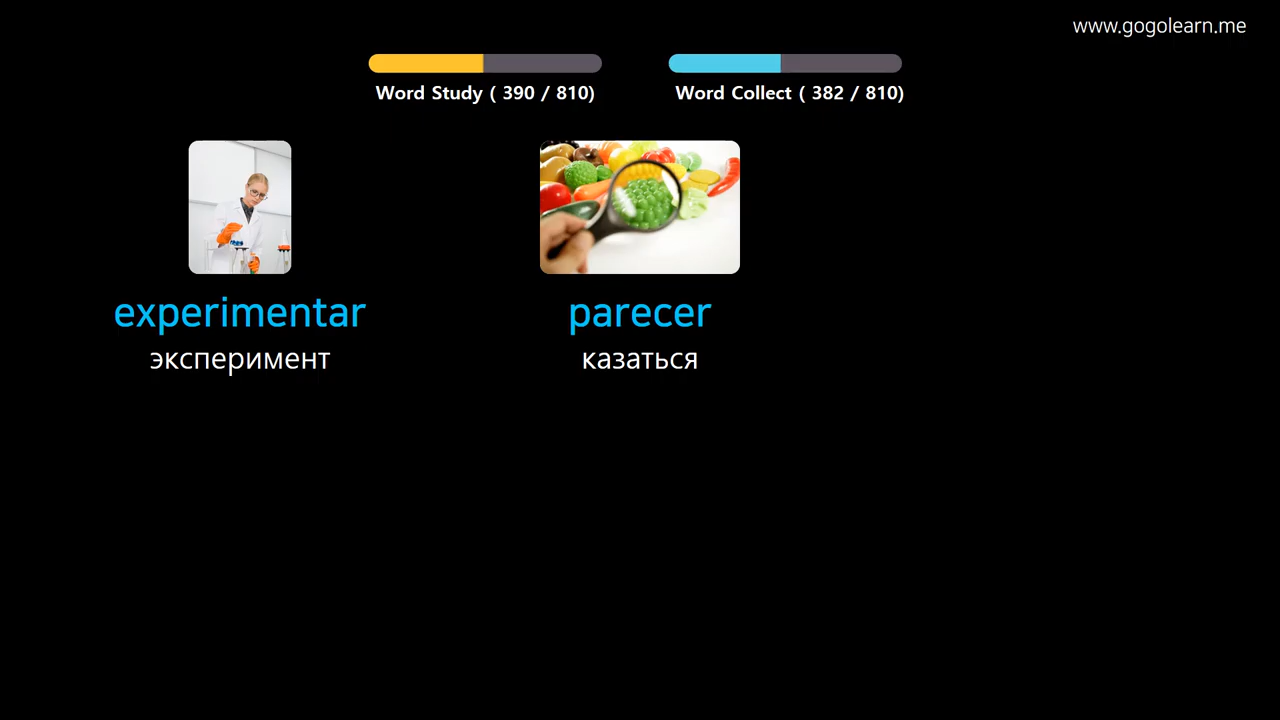 www.gogolearn.me
Word Study ( 390 / 810)
Word Collect ( 382 / 810)
experimentar
эксперимент
parecer
казаться